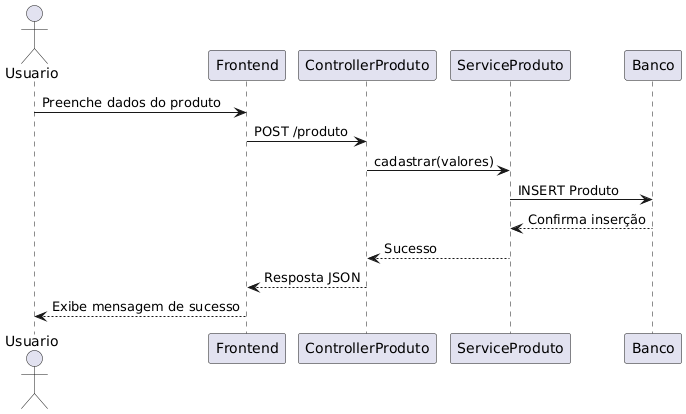 Usuario
Frontend
ControllerProduto
ServiceProduto
Banco
Preenche dados do produto
POST /produto
cadastrar(valores)
INSERT Produto
Confirma inserção
Sucesso
Resposta JSON
Exibe mensagem de sucesso
Usuario
Frontend
ControllerProduto
ServiceProduto
Banco